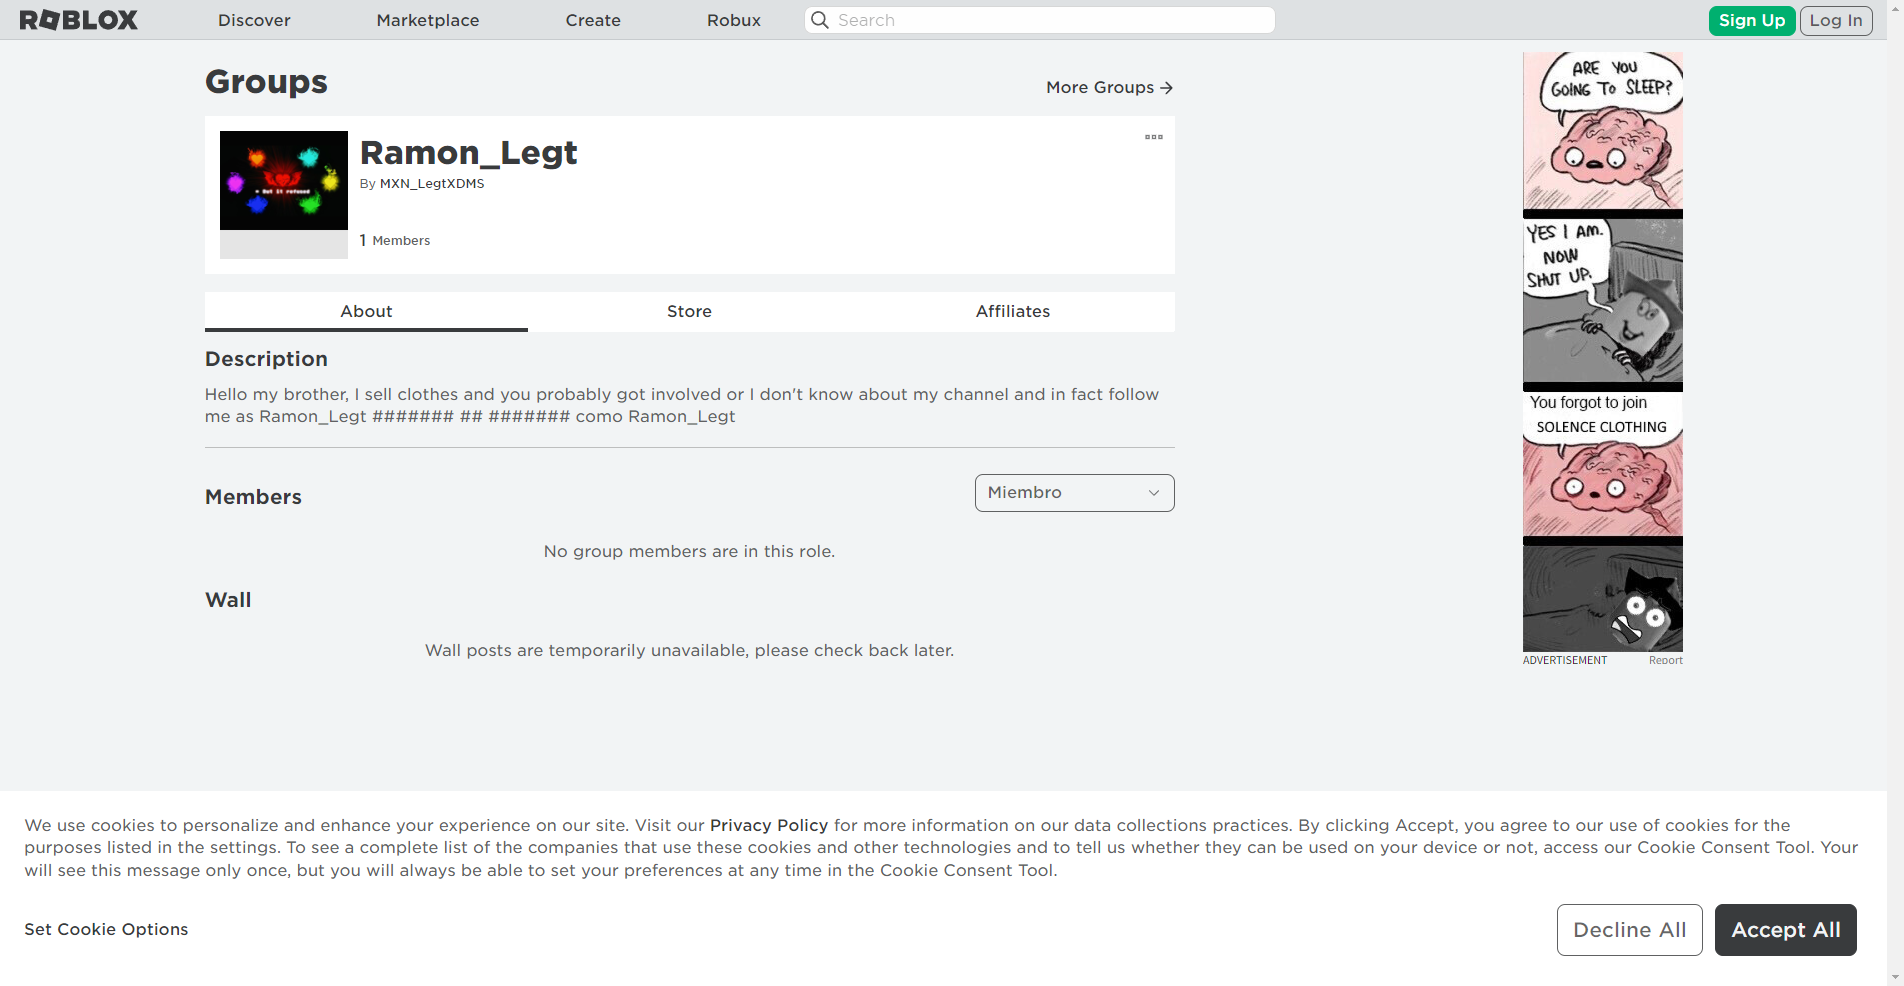 ROBLOX
Discover
Marketplace
Create
Robux
Search
Sign Up
Log In
Groups
More Groups
Ramon_Legt
By MXN_LegtXDMS
1 Members
But it refused
About
Store
Affiliates
Description
Hello my brother, I sell clothes and you probably got involved or I don't know about my channel and in fact follow
me as Ramon_Legt ####### ## ####### como Ramon_Legt
Members
Miembro
No group members are in this role.
Wall
Wall posts are temporarily unavailable, please check back later.
ARE YOU
GOING TO SLEEP?
YES I AM.
NOW
SHUT UP.
You forgot to join
SOLENCE CLOTHING
ADVERTISEMENT
Report
We use cookies to personalize and enhance your experience on our site. Visit our Privacy Policy for more information on our data collections practices. By clicking Accept, you agree to our use of cookies for the
purposes listed in the settings. To see a complete list of the companies that use these cookies and other technologies and to tell us whether they can be used on your device or not, access our Cookie Consent Tool. Your
will see this message only once, but you will always be able to set your preferences at any time in the Cookie Consent Tool.
Set Cookie Options
Decline All
Accept All